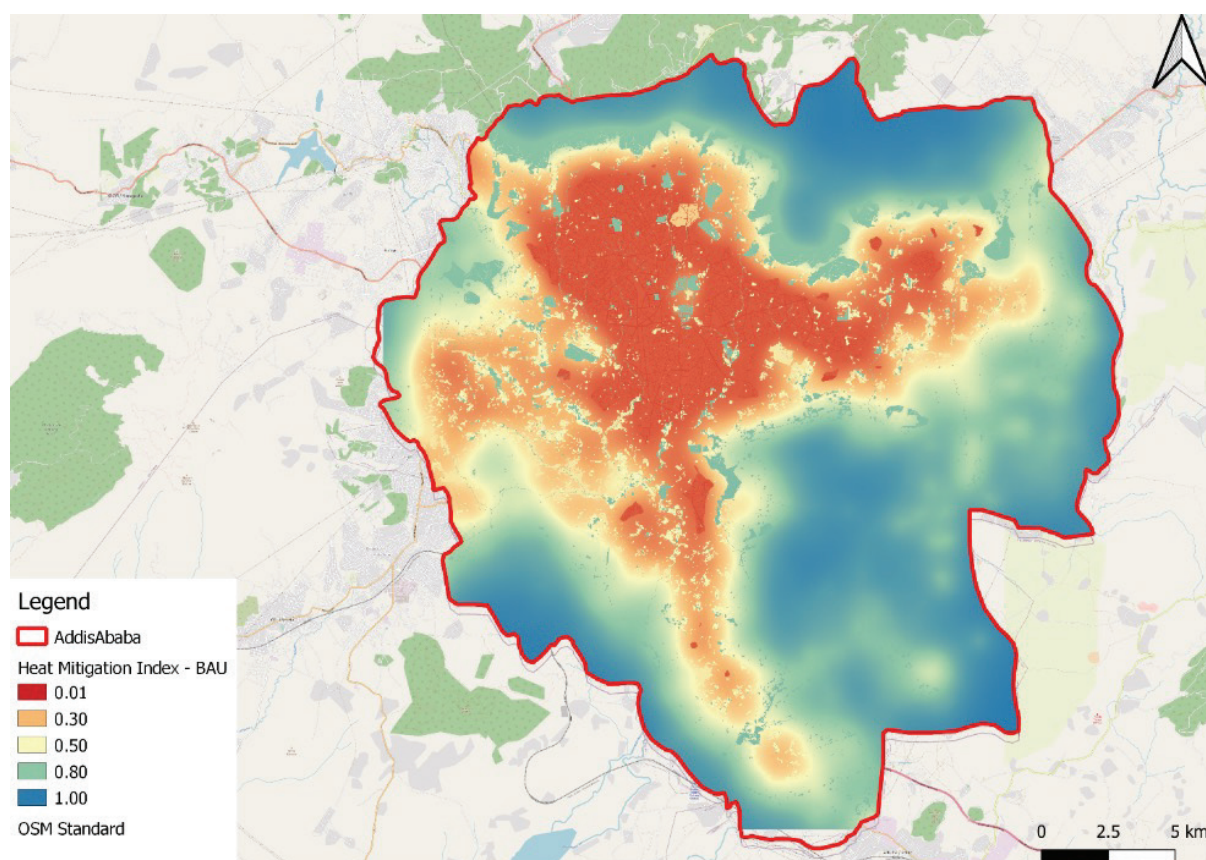 Legend
AddisAbaba
Heat Mitigation Index - BAU
0.01
0.30
0.50
0.80
1.00
OSM Standard
0 2.5 5 km